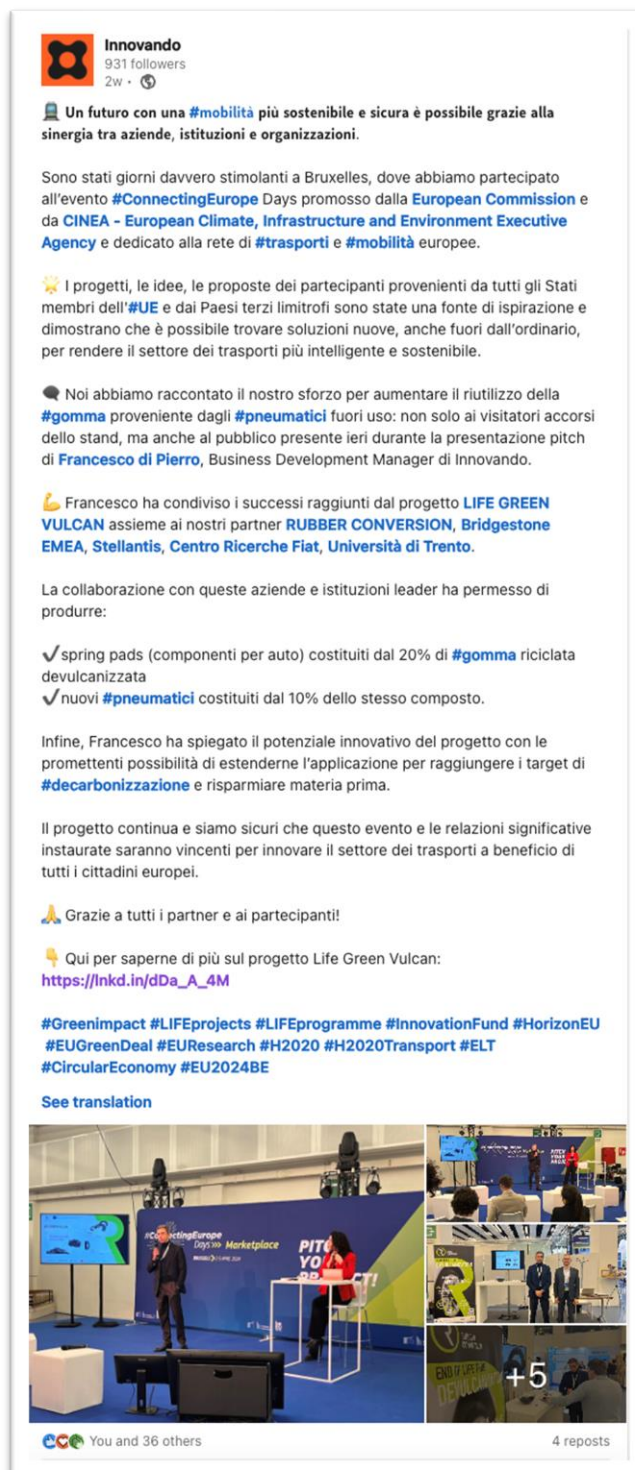 Innovando
931 followers
2w •
🚆 Un futuro con una #mobilità più sostenibile e sicura è possibile grazie alla
sinergia tra aziende, istituzioni e organizzazioni.
Sono stati giorni davvero stimolanti a Bruxelles, dove abbiamo partecipato
all'evento #ConnectingEurope Days promosso dalla European Commission e
da CINEA - European Climate, Infrastructure and Environment Executive
Agency e dedicato alla rete di #trasporti e #mobilità europee.
🌟 I progetti, le idee, le proposte dei partecipanti provenienti da tutti gli Stati
membri dell'#UE e dai Paesi terzi limitrofi sono state una fonte di ispirazione e
dimostrano che è possibile trovare soluzioni nuove, anche fuori dall'ordinario,
per rendere il settore dei trasporti più intelligente e sostenibile.
🗨 Noi abbiamo raccontato il nostro sforzo per aumentare il riutilizzo della
#gomma proveniente dagli #pneumatici fuori uso: non solo ai visitatori accorsi
dello stand, ma anche al pubblico presente ieri durante la presentazione pitch
di Francesco di Pierro, Business Development Manager di Innovando.
💪 Francesco ha condiviso i successi raggiunti dal progetto LIFE GREEN
VULCAN assieme ai nostri partner RUBBER CONVERSION, Bridgestone
EMEA, Stellantis, Centro Ricerche Fiat, Università di Trento.
La collaborazione con queste aziende e istituzioni leader ha permesso di
produrre:
✔spring pads (componenti per auto) costituiti dal 20% di #gomma riciclata
devulcanizzata
✔nuovi #pneumatici costituiti dal 10% dello stesso composto.
Infine, Francesco ha spiegato il potenziale innovativo del progetto con le
promettenti possibilità di estenderne l'applicazione per raggiungere i target di
#decarbonizzazione e risparmiare materia prima.
Il progetto continua e siamo sicuri che questo evento e le relazioni significative
instaurate saranno vincenti per innovare il settore dei trasporti a beneficio di
tutti i cittadini europei.
🙏 Grazie a tutti i partner e ai partecipanti!
👇 Qui per saperne di più sul progetto Life Green Vulcan:
https://lnkd.in/dDa_A_4M
#Greenimpact #LIFEprojects #LIFEprogramme #InnovationFund #HorizonEU
#EUGreenDeal #EUResearch #H2020 #H2020Transport #ELT
#CircularEconomy #EU2024BE
See translation
#ConnectingEurope
Days >>> Marketplace
PITCH
YOUR
PROJECT!
END OF LIFE TIRE
+5
You and 36 others
4 reposts